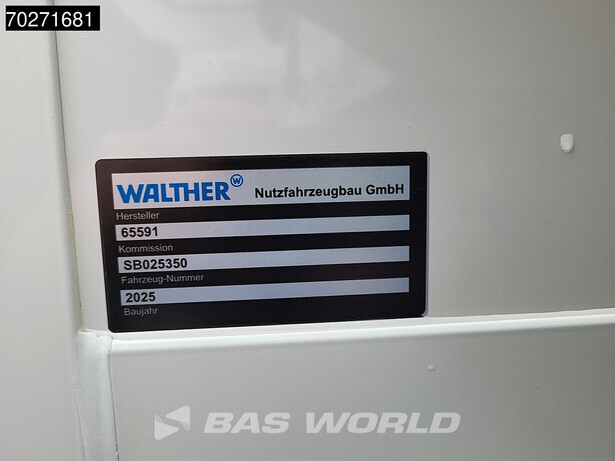 70271681
WALTHER W Nutzfahrzeugbau GmbH
Hersteller
65591
Kommission
SB025350
Fahrzeug-Nummer
2025
Baujahr
BAS WORLD